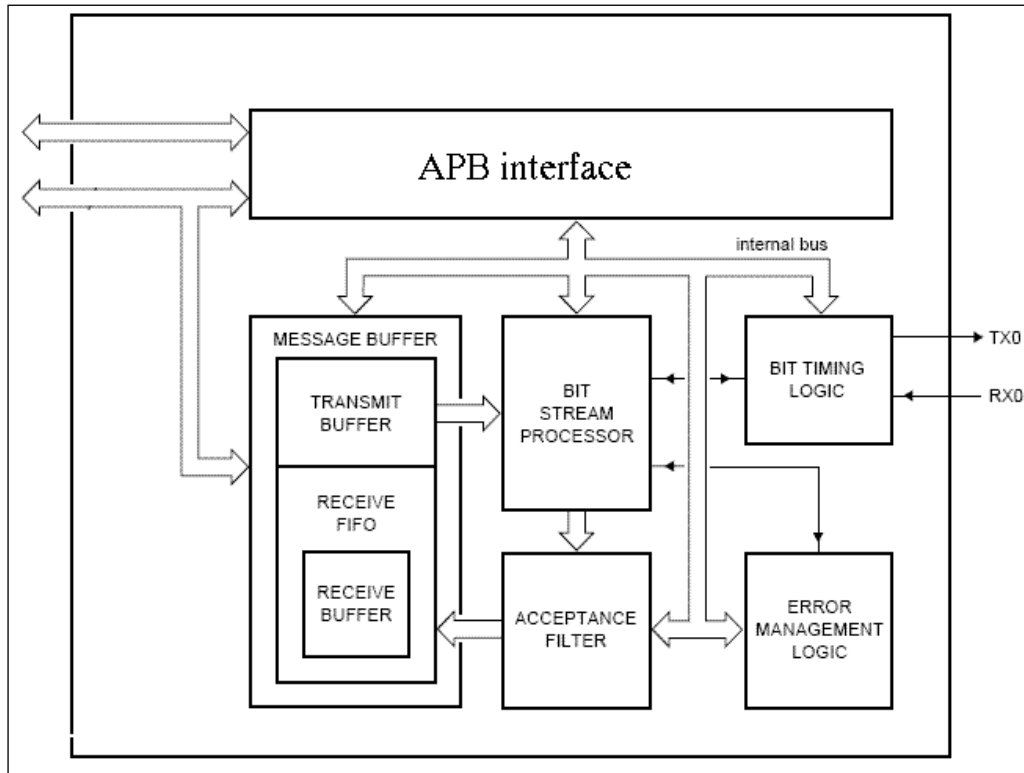 APB interface
internal bus
MESSAGE BUFFER
TRANSMIT
BUFFER
RECEIVE
FIFO
RECEIVE
BUFFER
BIT
STREAM
PROCESSOR
ACCEPTANCE
FILTER
BIT TIMING
LOGIC
TX0
RX0
ERROR
MANAGEMENT
LOGIC